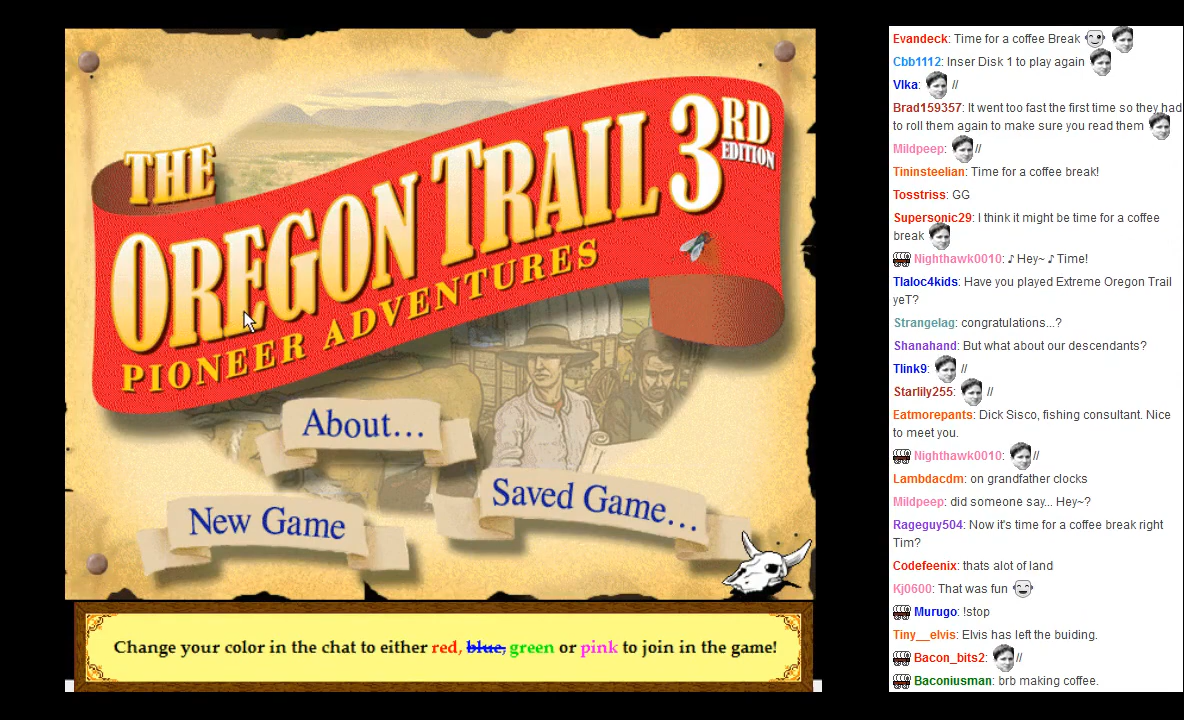 THE
OREGON TRAIL 3RD
EDITION
PIONEER ADVENTURES
About...
Saved Game...
New Game
Change your color in the chat to either red, blue, green or pink to join in the game!
Evandeck: Time for a coffee Break
Cbb1112: Inser Disk 1 to play again
Vlka: //
Brad159357: It went too fast the first time so they had
to roll them again to make sure you read them
Mildpeep: //
Tininsteelian: Time for a coffee break!
Tosstriss: GG
Supersonic29: I think it might be time for a coffee
break
Nighthawk0010: ♪ Hey~ ♪ Time!
Tlaloc4kids: Have you played Extreme Oregon Trail
yeT?
Strangelag: congratulations...?
Shanahand: But what about our descendants?
Tlink9: //
Starlily255: //
Eatmorepants: Dick Sisco, fishing consultant. Nice
to meet you.
Nighthawk0010: //
Lambdacdm: on grandfather clocks
Mildpeep: did someone say... Hey~?
Rageguy504: Now it's time for a coffee break right
Tim?
Codefeenix: thats alot of land
Kj0600: That was fun
Murugo: !stop
Tiny__elvis: Elvis has left the buiding.
Bacon_bits2: //
Baconiusman: brb making coffee.